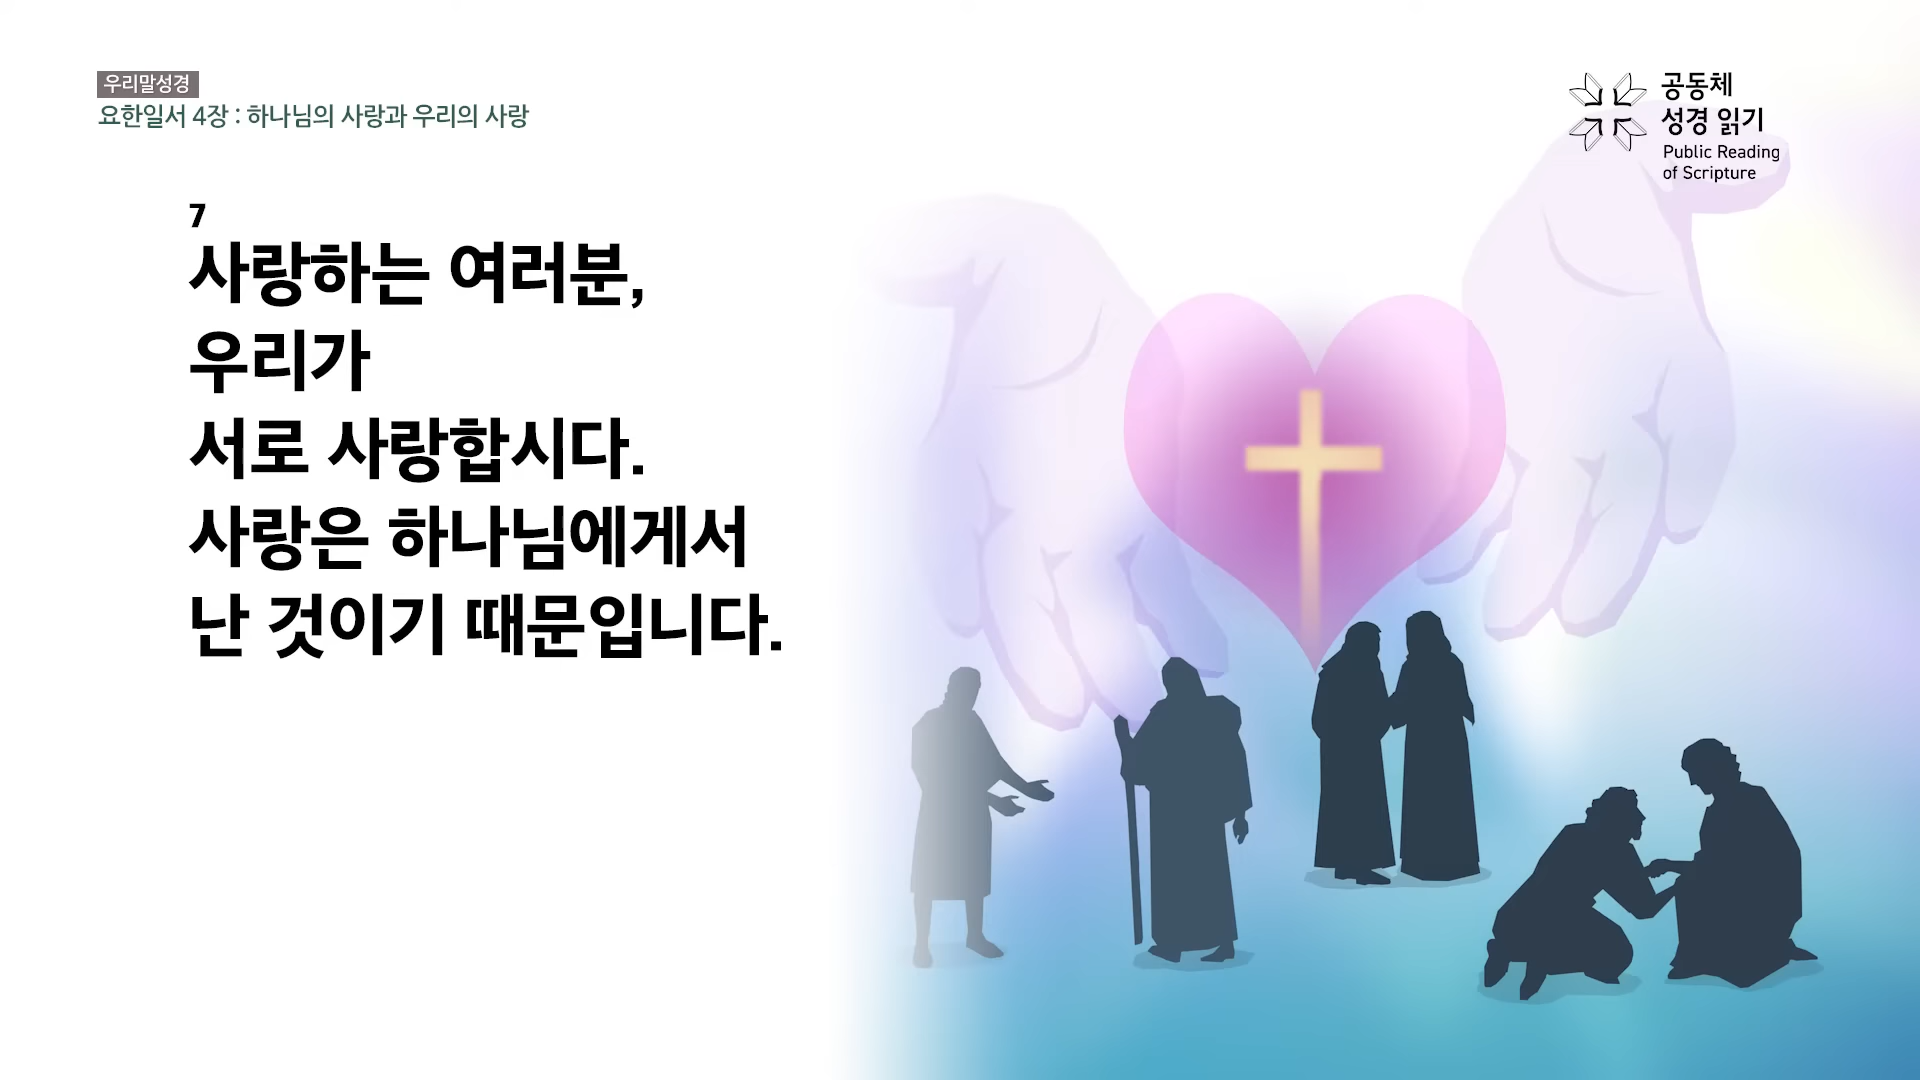 우리말성경
요한일서 4장 : 하나님의 사랑과 우리의 사랑
공동체
성경 읽기
Public Reading
of Scripture
7
사랑하는 여러분,
우리가
서로 사랑합시다.
사랑은 하나님에게서
난 것이기 때문입니다.